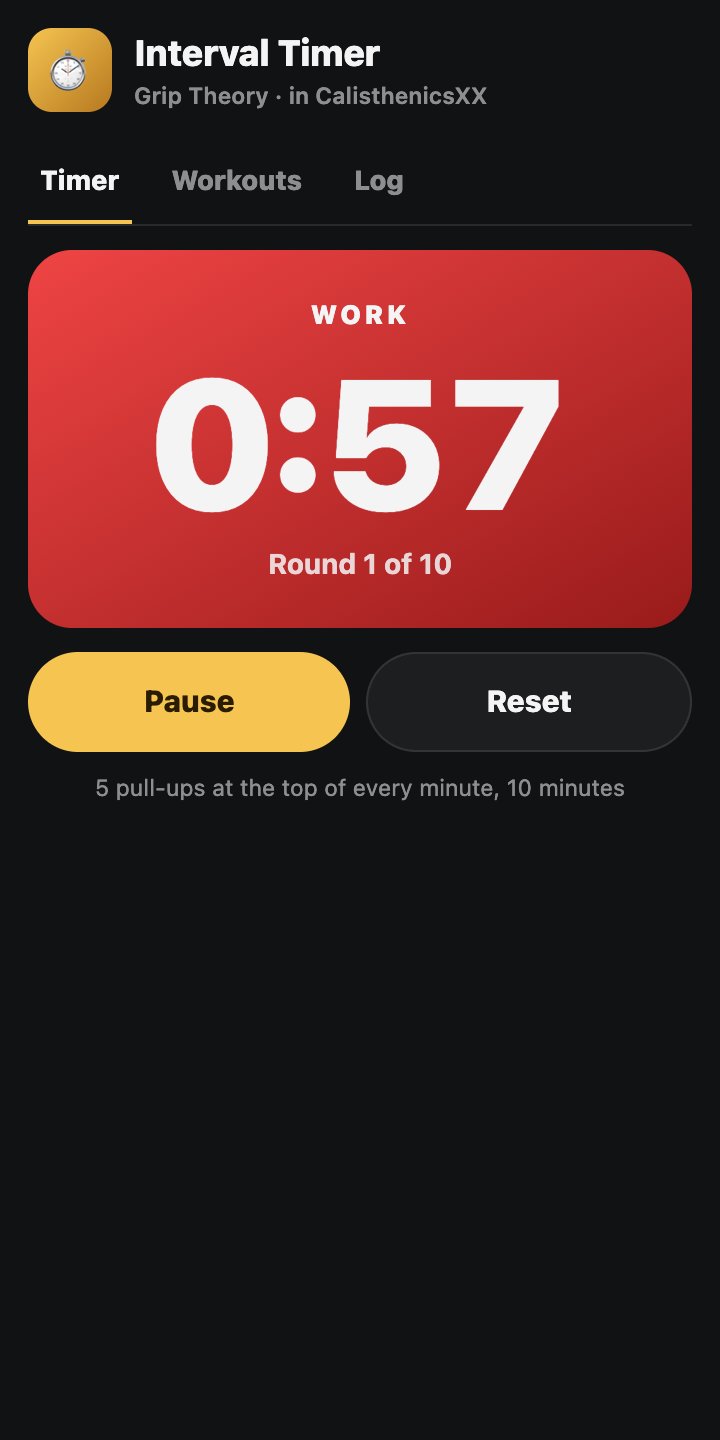 Interval Timer
Grip Theory · in CalisthenicsXX
Timer Workouts Log
WORK
0:57
Round 1 of 10
Pause Reset
5 pull-ups at the top of every minute, 10 minutes